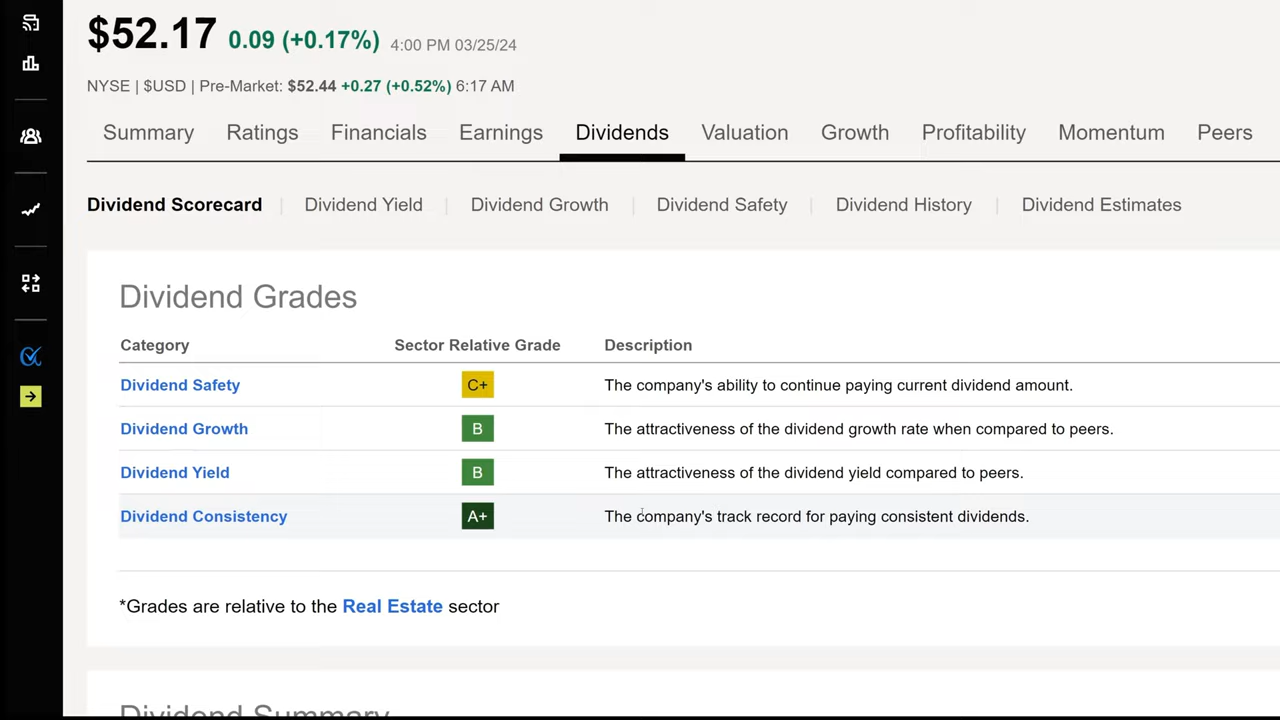 $52.17 0.09 (+0.17%) 4:00 PM 03/25/24
NYSE | $USD | Pre-Market: $52.44 +0.27 (+0.52%) 6:17 AM
Summary Ratings Financials Earnings Dividends Valuation Growth Profitability Momentum Peers
Dividend Scorecard | Dividend Yield | Dividend Growth | Dividend Safety | Dividend History | Dividend Estimates
Dividend Grades
Category Sector Relative Grade Description
Dividend Safety C+ The company's ability to continue paying current dividend amount.
Dividend Growth B The attractiveness of the dividend growth rate when compared to peers.
Dividend Yield B The attractiveness of the dividend yield compared to peers.
Dividend Consistency A+ The company's track record for paying consistent dividends.
*Grades are relative to the Real Estate sector
Dividend Summary